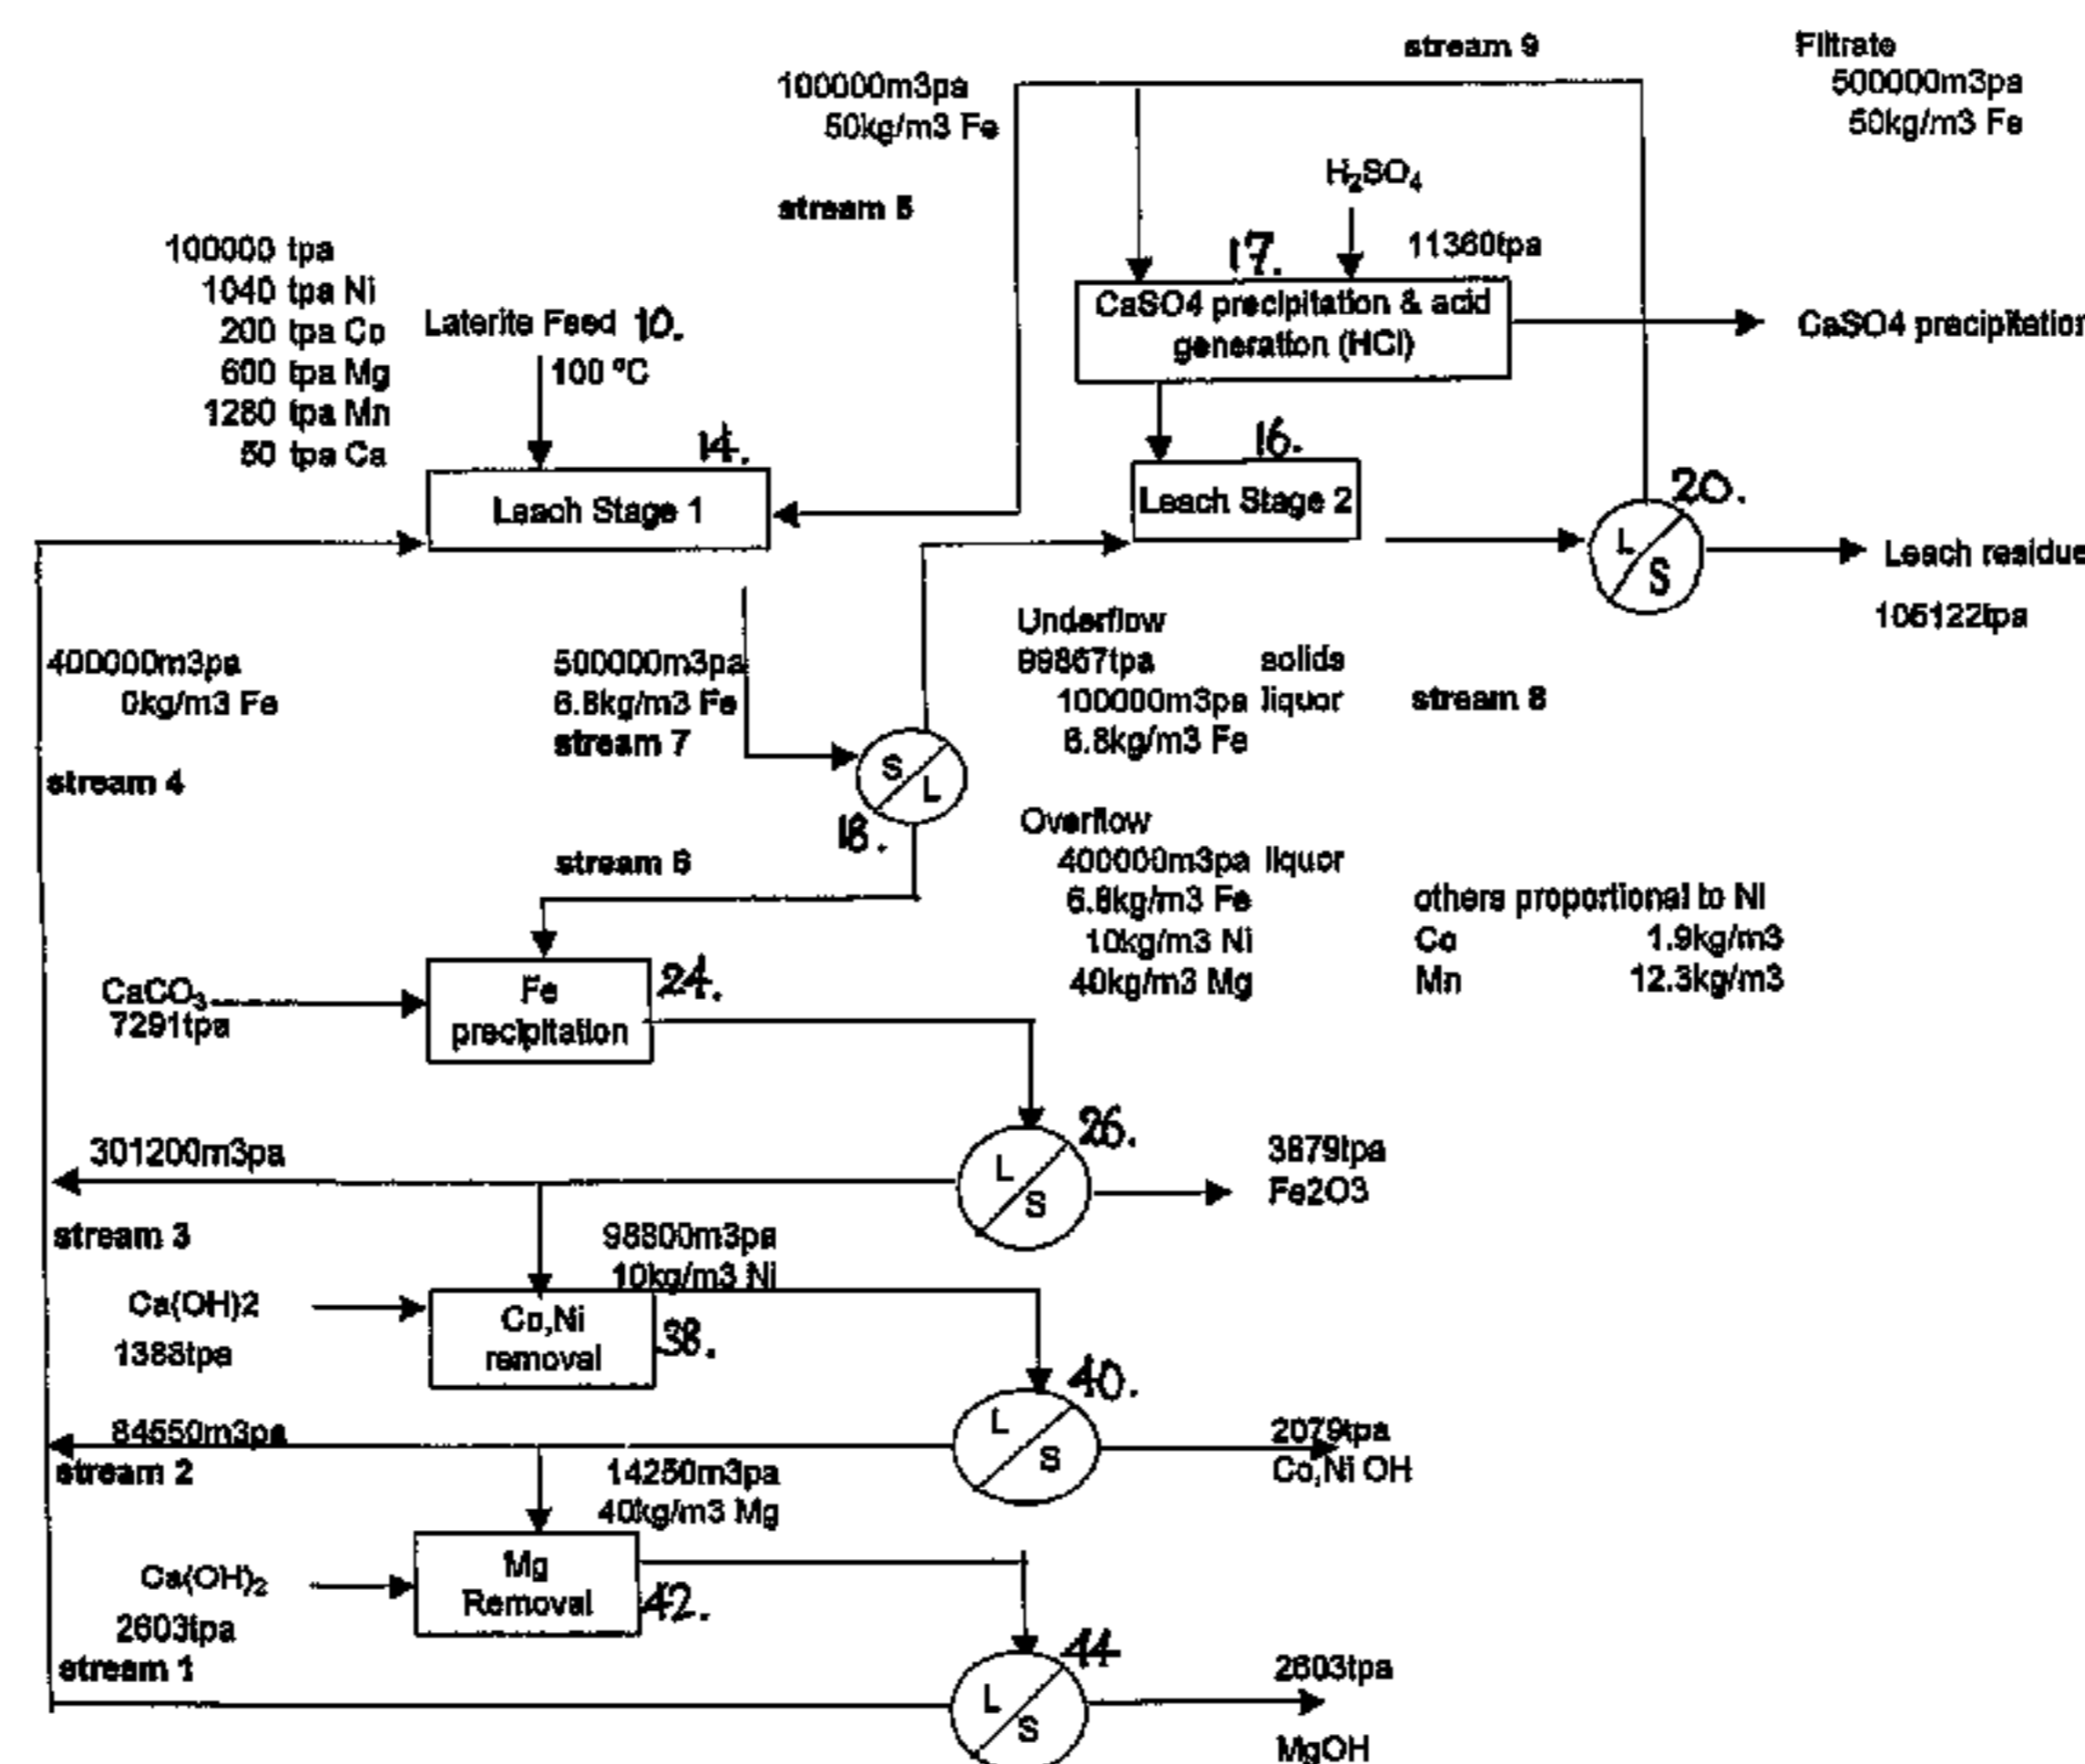 stream 9
Filtrate
500000m3pa
50kg/m3 Fe
100000m3pa
50kg/m3 Fe
stream 5
H₂SO₄
11360tpa
17.
CaSO4 precipitation & acid
generation (HCl)
CaSO4 precipitation
100000 tpa
1040 tpa Ni
200 tpa Co
600 tpa Mg
1280 tpa Mn
50 tpa Ca
Laterite Feed 10.
100 ºC
14.
Leach Stage 1
16.
Leach Stage 2
20.
L
S
Leach residue
105122tpa
400000m3pa
0kg/m3 Fe
stream 4
500000m3pa
6.8kg/m3 Fe
stream 7
Underflow
99867tpa solids
100000m3pa liquor
6.8kg/m3 Fe
stream 8
S
L
18.
stream 6
Overflow
400000m3pa liquor
6.8kg/m3 Fe
10kg/m3 Ni
40kg/m3 Mg
others proportional to Ni
Co 1.9kg/m3
Mn 12.3kg/m3
CaCO₃
7291tpa
Fe
precipitation
24.
26.
L
S
3879tpa
Fe2O3
301200m3pa
stream 3
98800m3pa
10kg/m3 Ni
Ca(OH)2
1388tpa
Co,Ni
removal
38.
40.
L
S
2079tpa
Co,Ni OH
84550m3pa
stream 2
14250m3pa
40kg/m3 Mg
Ca(OH)₂
2603tpa
Mg
Removal
42.
stream 1
44
L
S
2603tpa
MgOH